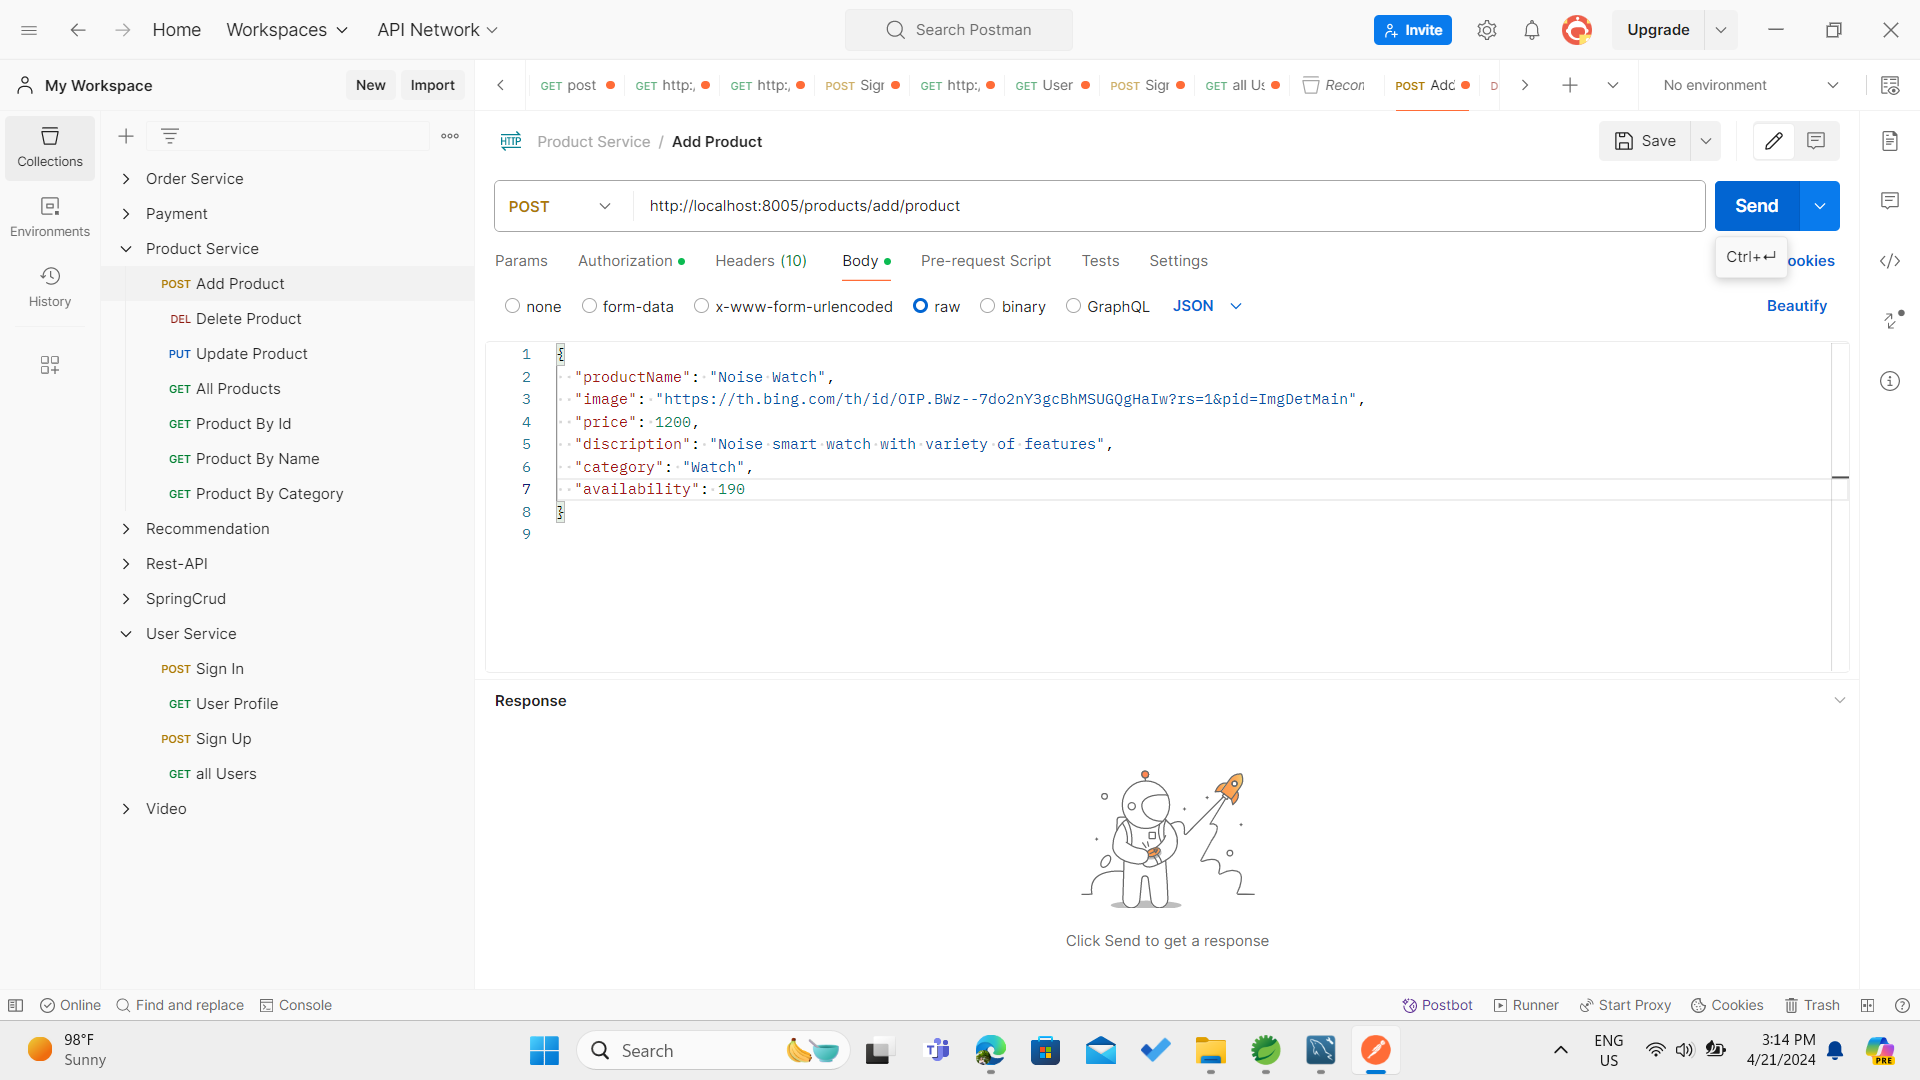 Home Workspaces API Network Search Postman Invite Upgrade
My Workspace New Import GET post GET http:, GET http:, POST Sigr GET http:, GET User POST Sigr GET all Us Recon POST Add D No environment
Product Service / Add Product Save
POST http://localhost:8005/products/add/product Send
Ctrl+↵
Params Authorization Headers (10) Body Pre-request Script Tests Settings ookies
none form-data x-www-form-urlencoded raw binary GraphQL JSON Beautify
1 {
2 "productName": "Noise Watch",
3 "image": "https://th.bing.com/th/id/OIP.BWz--7do2nY3gcBhMSUGQgHaIw?rs=1&pid=ImgDetMain",
4 "price": 1200,
5 "discription": "Noise smart watch with variety of features",
6 "category": "Watch",
7 "availability": 190
8 }
9
Collections
Environments
History
Order Service
Payment
Product Service
POST Add Product
DEL Delete Product
PUT Update Product
GET All Products
GET Product By Id
GET Product By Name
GET Product By Category
Recommendation
Rest-API
SpringCrud
User Service
POST Sign In
GET User Profile
POST Sign Up
GET all Users
Video
Response
Click Send to get a response
Online Find and replace Console Postbot Runner Start Proxy Cookies Trash
98°F
Sunny
Search
ENG
US
3:14 PM
4/21/2024
PRE